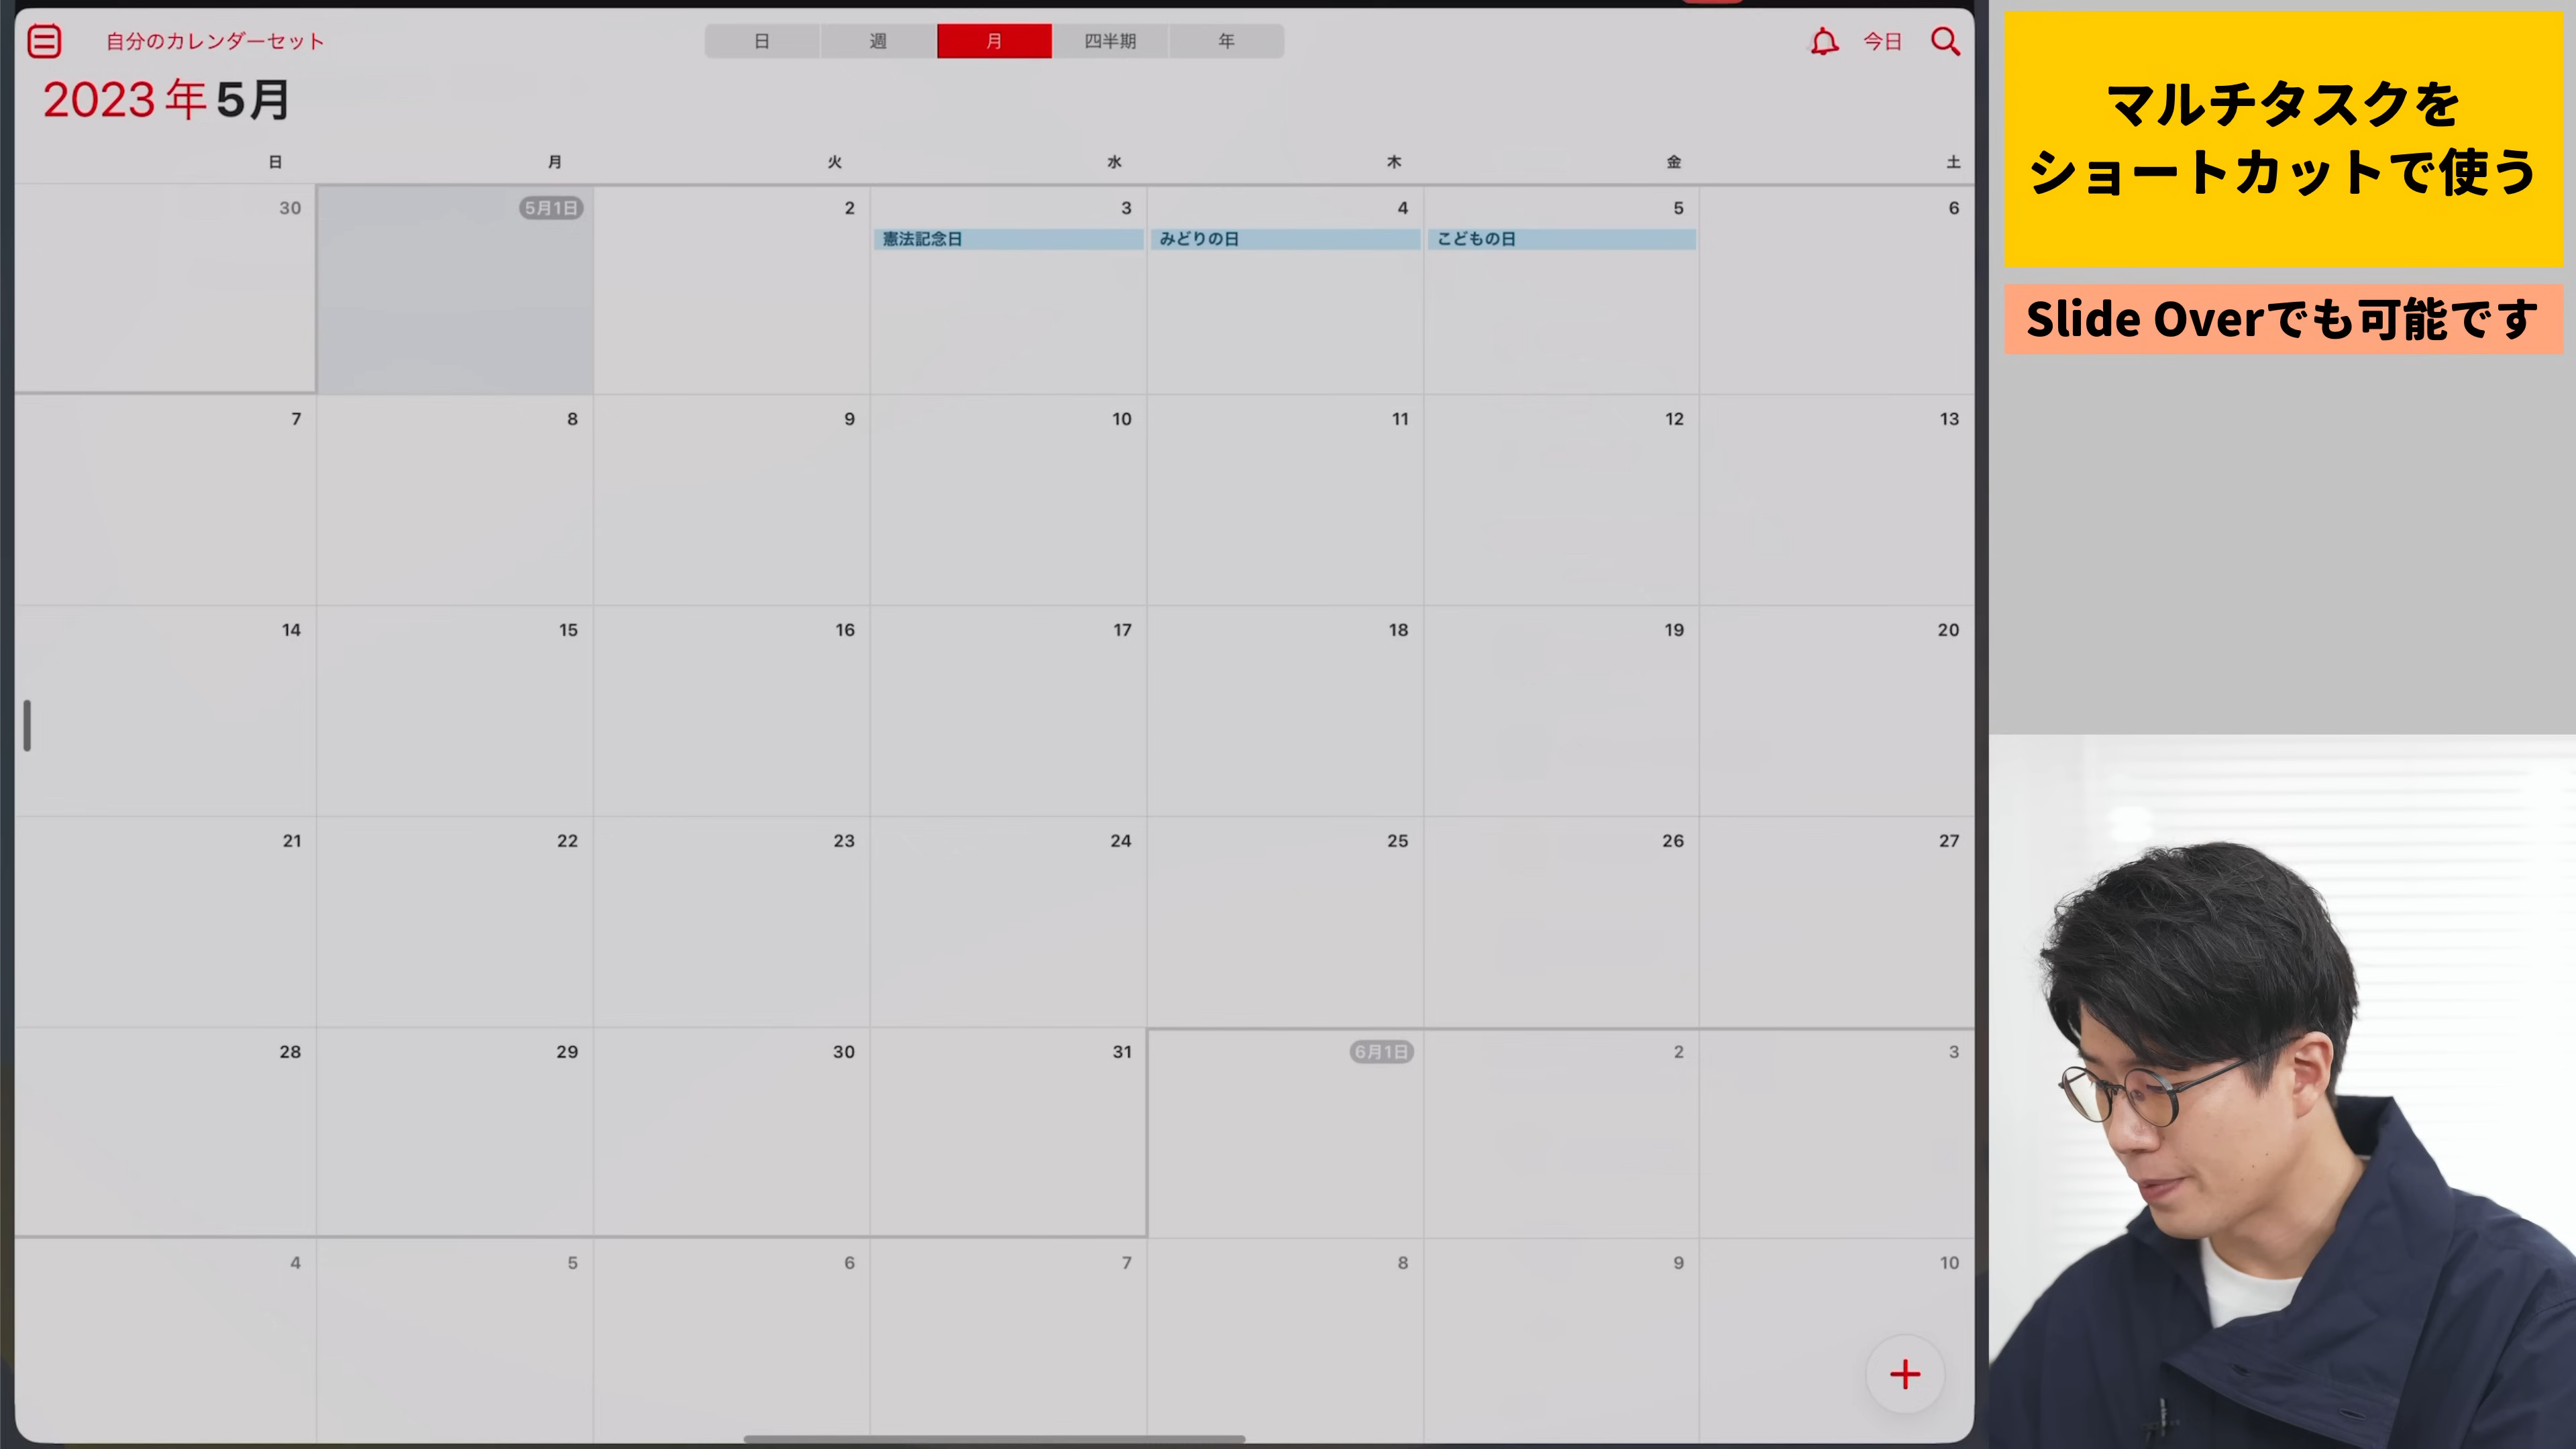 自分のカレンダーセット
日 週 月 四半期 年
今日
2023年5月
日 月 火 水 木 金 土
30 5月1日 2 3 4 5 6
憲法記念日 みどりの日 こどもの日
7 8 9 10 11 12 13
14 15 16 17 18 19 20
21 22 23 24 25 26 27
28 29 30 31 6月1日 2 3
4 5 6 7 8 9 10
マルチタスクを
ショートカットで使う
Slide Overでも可能です